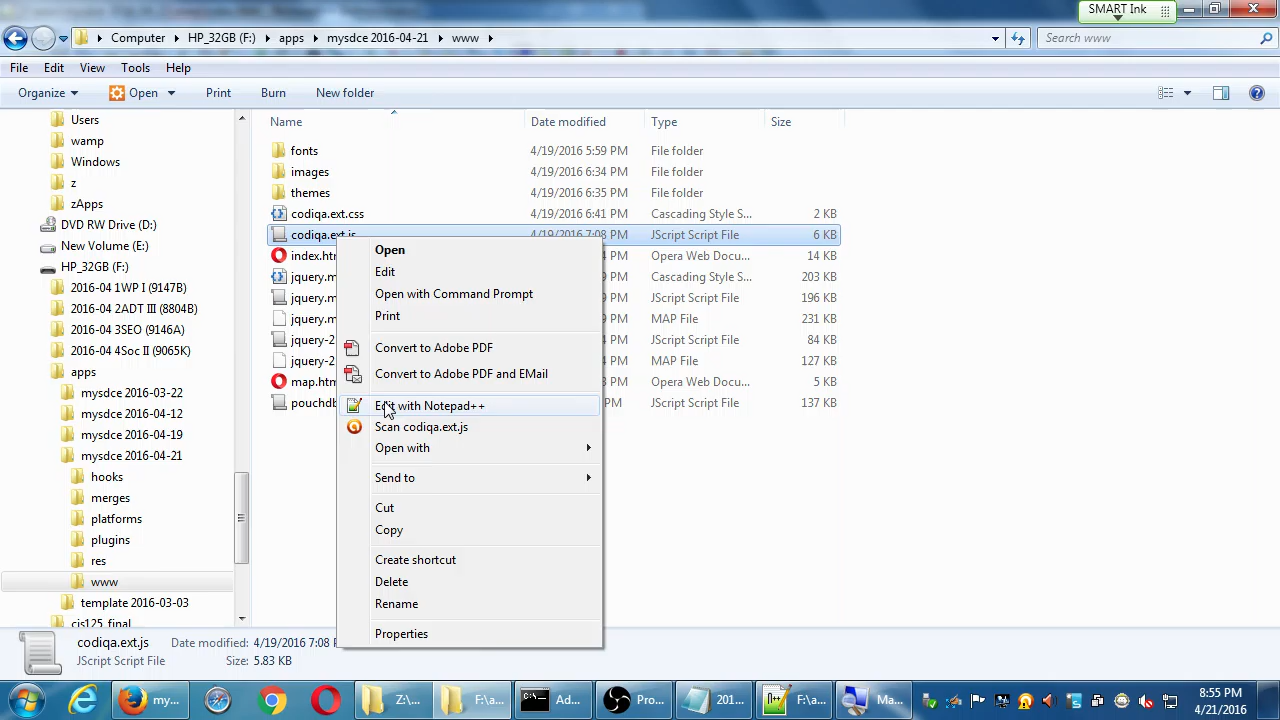 SMART Ink
Computer HP_32GB (F:) apps mysdce 2016-04-21 www
Search www
File Edit View Tools Help
Organize Open Print Burn New folder
Name Date modified Type Size
Users
wamp
Windows
z
zApps
DVD RW Drive (D:)
New Volume (E:)
HP_32GB (F:)
2016-04 1WP I (9147B)
2016-04 2ADT III (8804B)
2016-04 3SEO (9146A)
2016-04 4Soc II (9065K)
apps
mysdce 2016-03-22
mysdce 2016-04-12
mysdce 2016-04-19
mysdce 2016-04-21
hooks
merges
platforms
plugins
res
www
template 2016-03-03
cis125_final
fonts 4/19/2016 5:59 PM File folder
images 4/19/2016 6:34 PM File folder
themes 4/19/2016 6:35 PM File folder
codiqa.ext.css 4/19/2016 6:41 PM Cascading Style S... 2 KB
codiqa.ext.js 4/19/2016 7:08 PM JScript Script File 6 KB
index.htm PM Opera Web Docu... 14 KB
jquery.m PM Cascading Style S... 203 KB
jquery.m PM JScript Script File 196 KB
jquery.m PM MAP File 231 KB
jquery-2 PM JScript Script File 84 KB
jquery-2 PM MAP File 127 KB
map.htm PM Opera Web Docu... 5 KB
pouchdb PM JScript Script File 127 KB
Open
Edit
Open with Command Prompt
Print
Convert to Adobe PDF
Convert to Adobe PDF and EMail
Edit with Notepad++
Scan codiqa.ext.js
Open with
Send to
Cut
Copy
Create shortcut
Delete
Rename
Properties
codiqa.ext.js Date modified: 4/19/2016 7:08 P
JScript Script File Size: 5.83 KB
my... Z:\... F:\a... Ad... Pro... 201... F:\a... Ma...
8:55 PM
4/21/2016